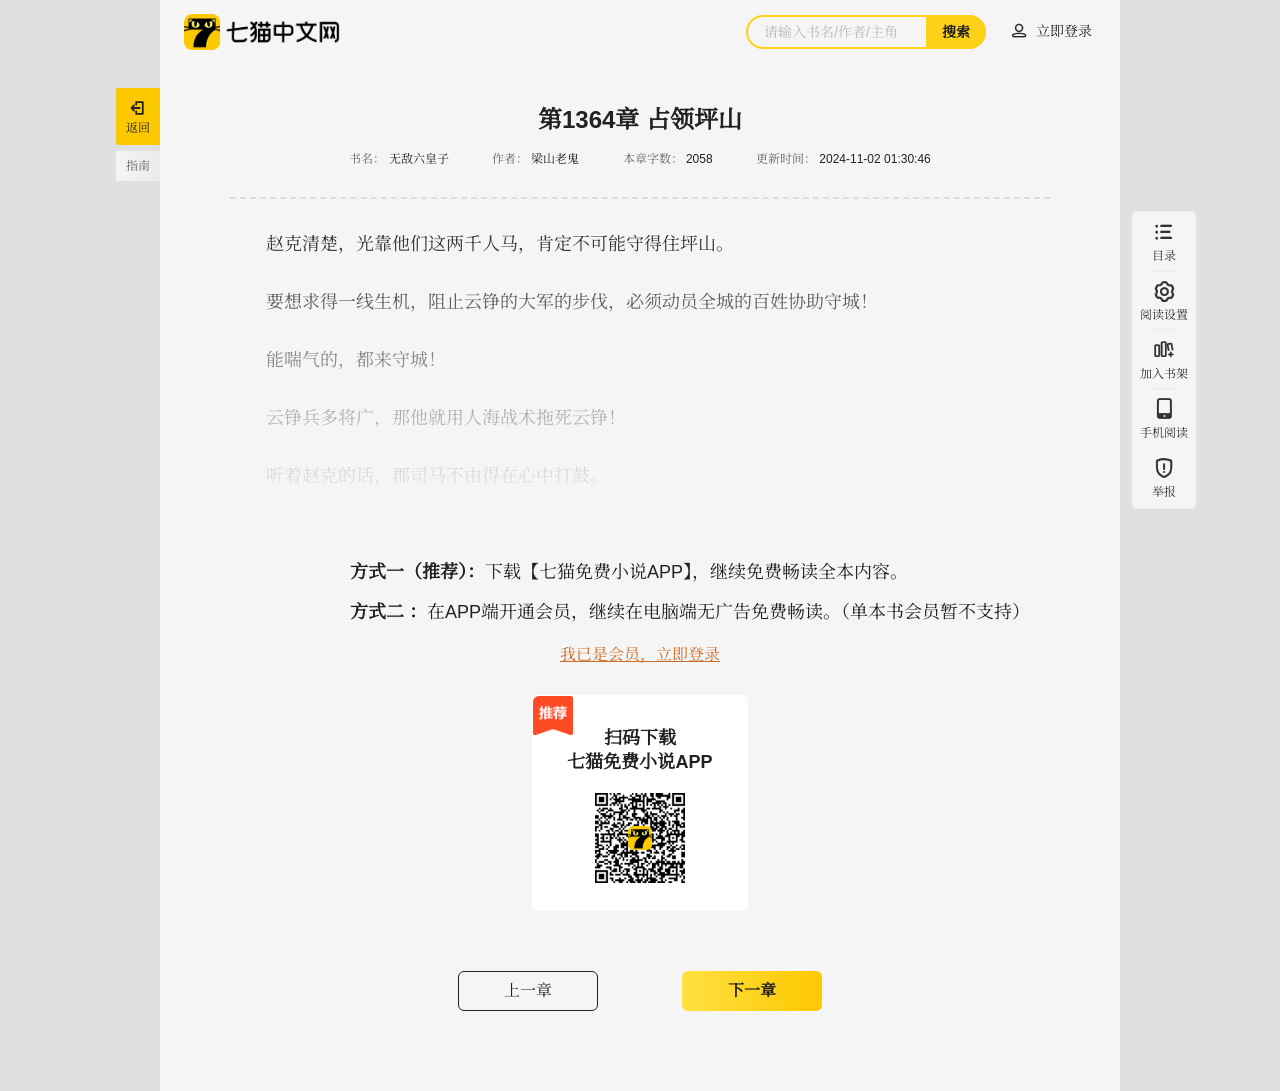 七猫中文网
请输入书名/作者/主角
搜索
立即登录
返回
指南
第1364章 占领坪山
书名： 无敌六皇子 作者： 梁山老鬼 本章字数： 2058 更新时间： 2024-11-02 01:30:46
赵克清楚，光靠他们这两千人马，肯定不可能守得住坪山。
要想求得一线生机，阻止云铮的大军的步伐，必须动员全城的百姓协助守城！
能喘气的，都来守城！
云铮兵多将广，那他就用人海战术拖死云铮！
听着赵克的话，郡司马不由得在心中打鼓。
目录
阅读设置
加入书架
手机阅读
举报
方式一（推荐）：下载【七猫免费小说APP】，继续免费畅读全本内容。
方式二 ：在APP端开通会员，继续在电脑端无广告免费畅读。（单本书会员暂不支持）
我已是会员，立即登录
推荐
扫码下载
七猫免费小说APP
上一章
下一章